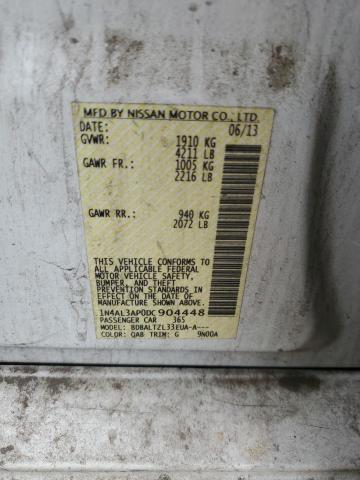 MFD BY NISSAN MOTOR CO., LTD.
DATE: 06/13
GVWR: 1910 KG
4211 LB
GAWR FR.: 1005 KG
2216 LB
GAWR RR.: 940 KG
2072 LB
THIS VEHICLE CONFORMS TO ALL
APPLICABLE FEDERAL MOTOR
VEHICLE SAFETY,
BUMPER, AND THEFT
PREVENTION STANDARDS IN
EFFECT ON THE DATE OF
MANUFACTURE SHOWN ABOVE.
1N4AL3AP0DC904448
PASSENGER CAR 365
MODEL: BDBALTZL33EUA-A---
COLOR: QAB TRIM: G 9N00A